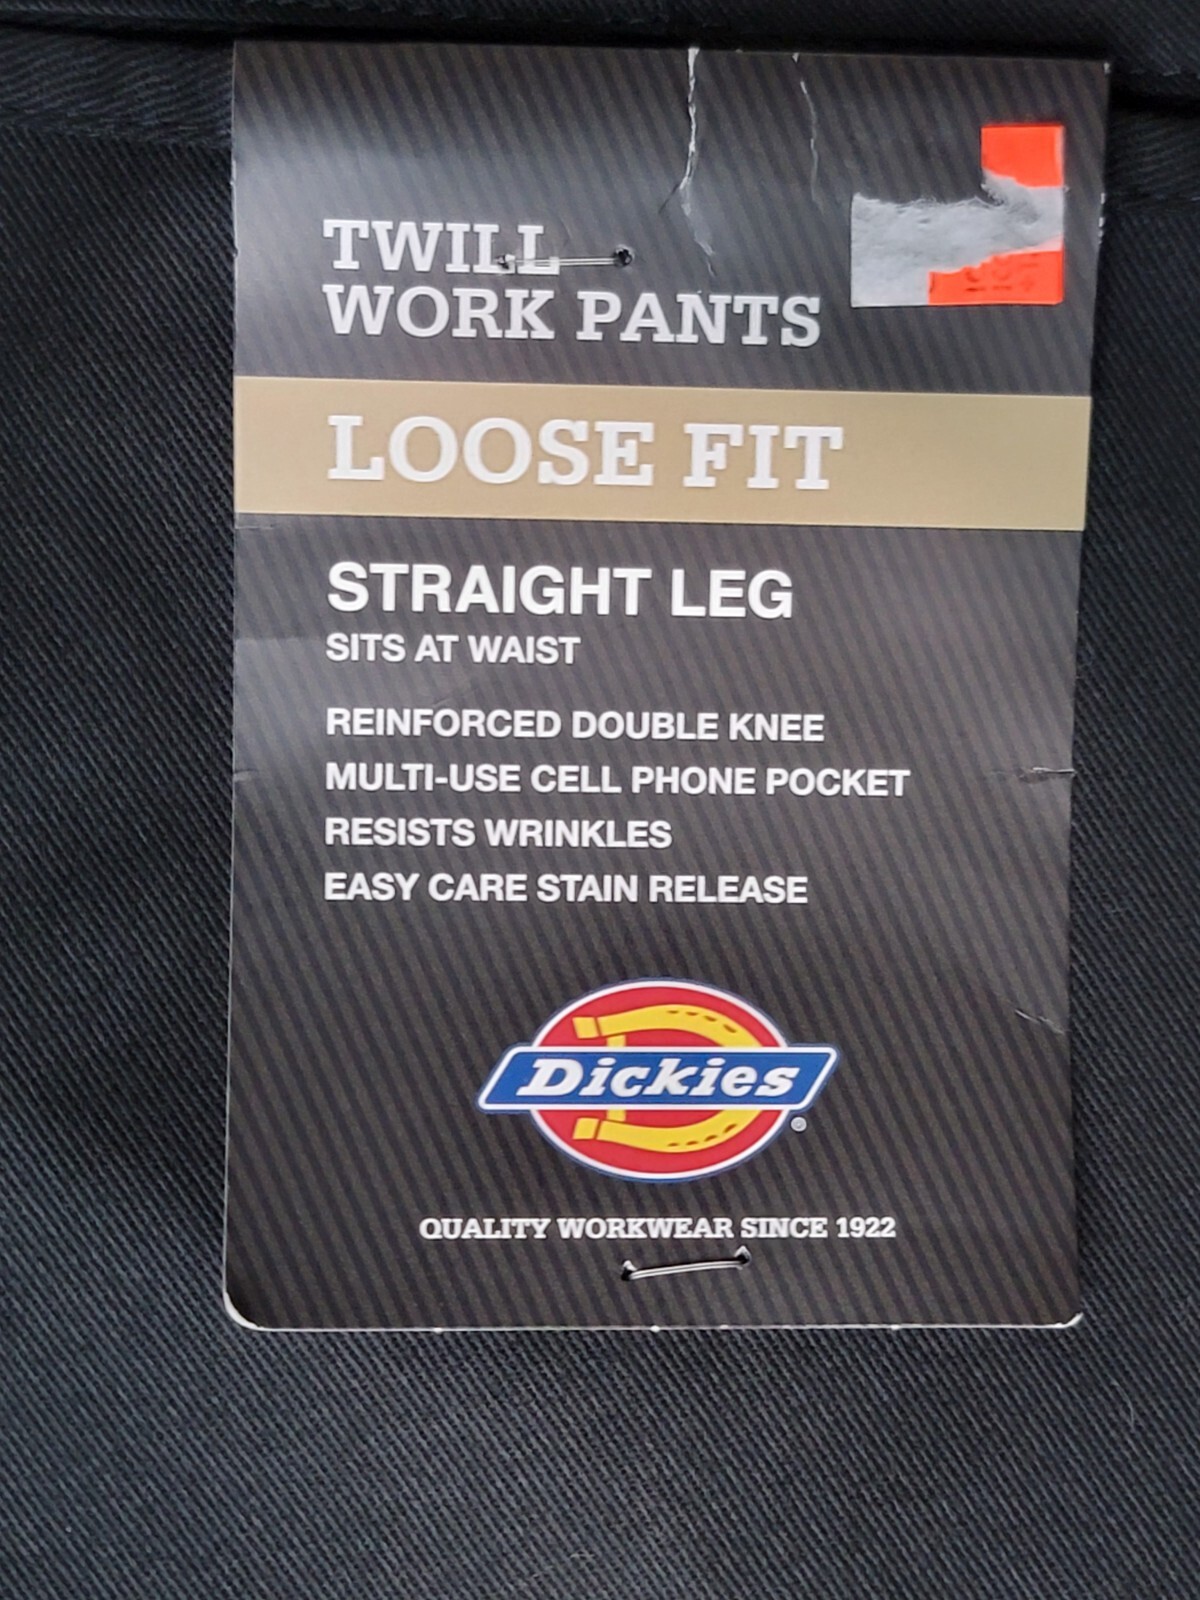 TWILL
WORK PANTS
LOOSE FIT
STRAIGHT LEG
SITS AT WAIST
REINFORCED DOUBLE KNEE
MULTI-USE CELL PHONE POCKET
RESISTS WRINKLES
EASY CARE STAIN RELEASE
Dickies
®
QUALITY WORKWEAR SINCE 1922